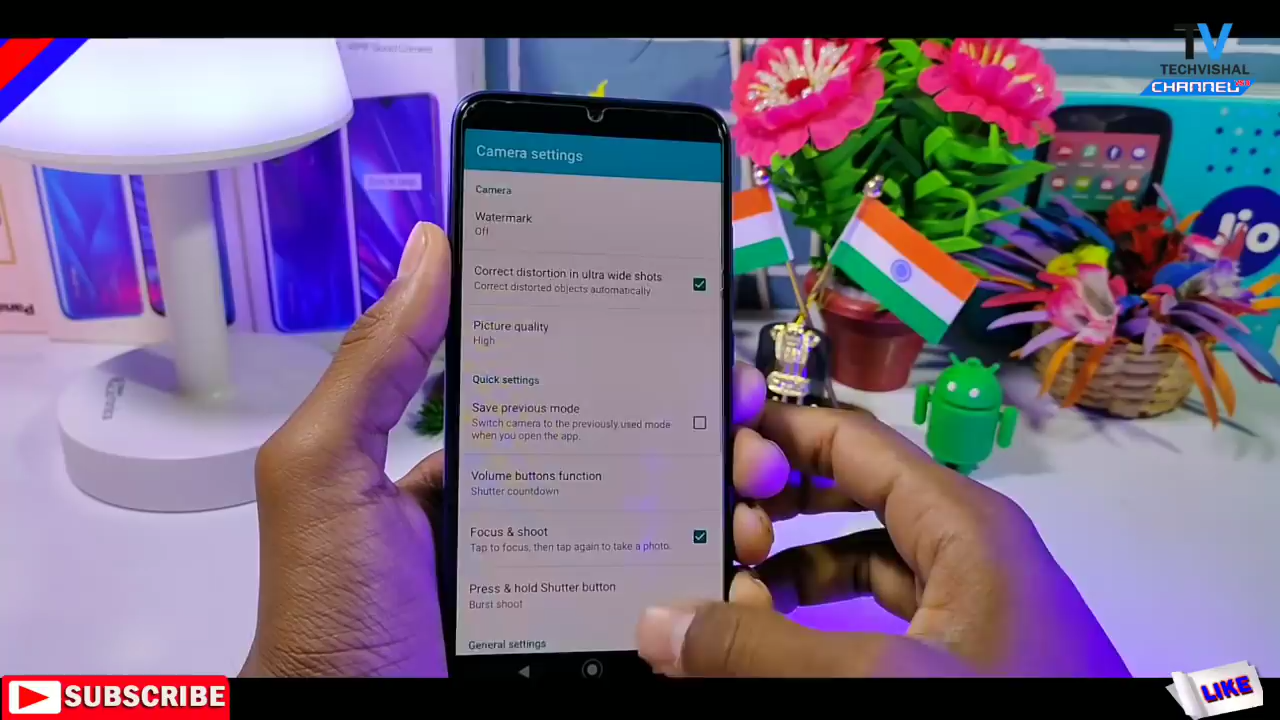 TV
TECHVISHAL
CHANNEL
Camera settings
Camera
Watermark
Off
Correct distortion in ultra wide shots
Correct distorted objects automatically
Picture quality
High
Quick settings
Save previous mode
Switch camera to the previously used mode
when you open the app.
Volume buttons function
Shutter countdown
Focus & shoot
Tap to focus, then tap again to take a photo.
Press & hold Shutter button
Burst shoot
General settings
Jio
SUBSCRIBE
LIKE